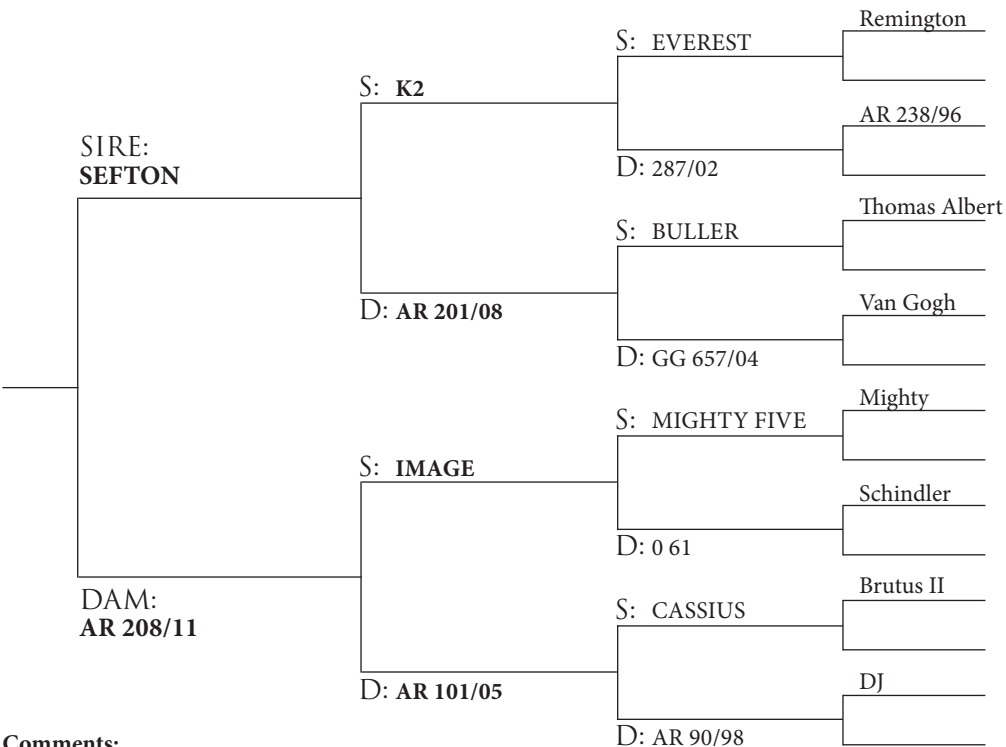 Remington
S: EVEREST
S: K2
AR 238/96
SIRE:
SEFTON
D: 287/02
Thomas Albert
S: BULLER
D: AR 201/08
Van Gogh
D: GG 657/04
Mighty
S: MIGHTY FIVE
S: IMAGE
Schindler
D: 0 61
DAM:
AR 208/11
Brutus II
S: CASSIUS
D: AR 101/05
DJ
D: AR 90/98
Comments: